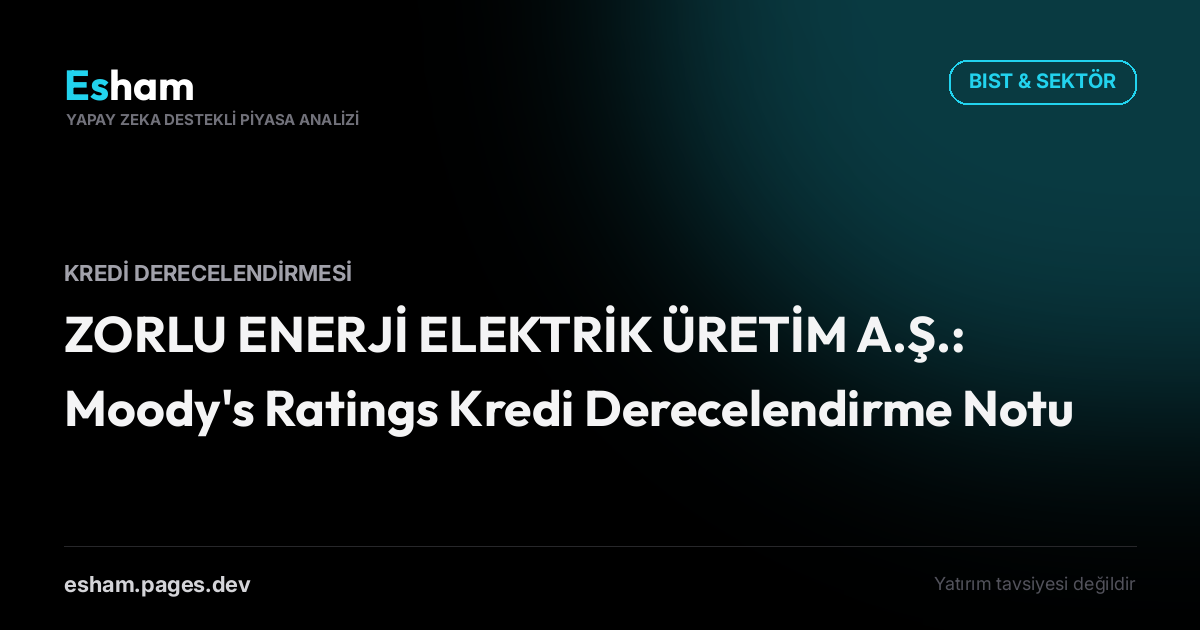 Esham
YAPAY ZEKA DESTEKLİ PİYASA ANALİZİ
BIST & SEKTÖR
KREDİ DERECELENDİRMESİ
ZORLU ENERJİ ELEKTRİK ÜRETİM A.Ş.:
Moody's Ratings Kredi Derecelendirme Notu
esham.pages.dev
Yatırım tavsiyesi değildir